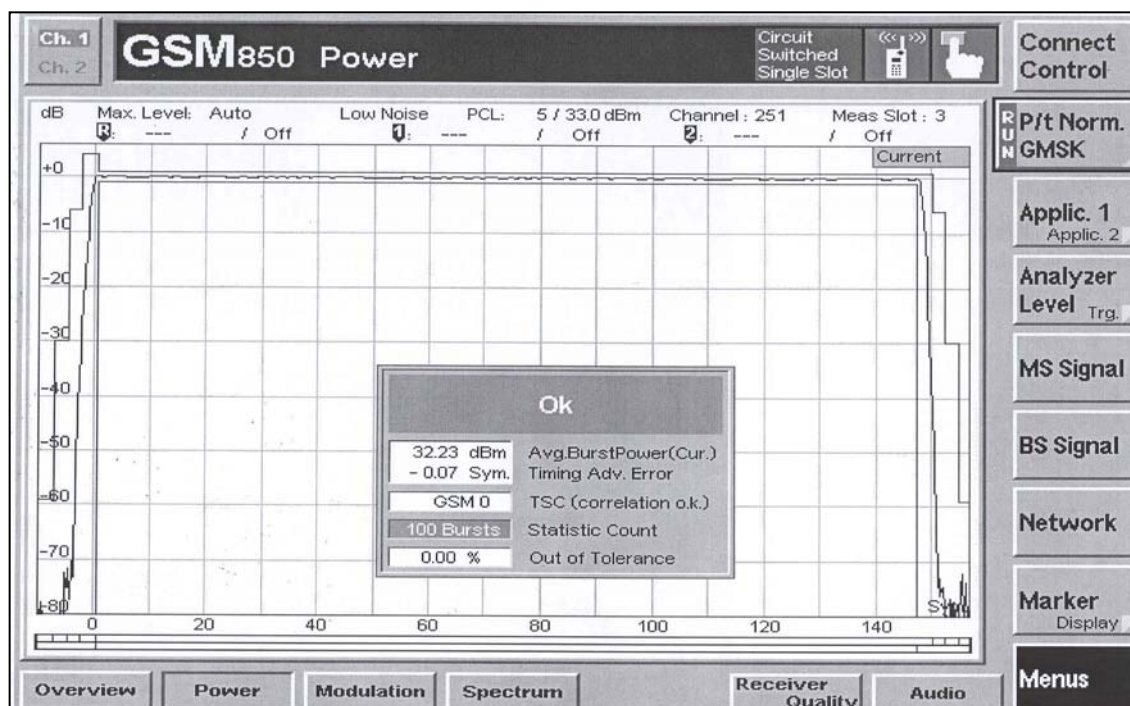 Ch. 1
Ch. 2
GSM850 Power
Circuit
Switched
Single Slot
Connect
Control
dB Max. Level: Auto Low Noise PCL: 5 / 33.0 dBm Channel : 251 Meas Slot : 3
R: --- / Off 1: --- / Off 2: --- / Off
Current
RUN
P/t Norm.
GMSK
Applic. 1
Applic. 2
Analyzer
Level Trg.
MS Signal
BS Signal
Network
Marker
Display
Menus
+0
-10
-20
-30
-40
-50
-60
-70
-80
Ok
32.23 dBm Avg.BurstPower(Cur.)
- 0.07 Sym. Timing Adv. Error
GSM 0 TSC (correlation o.k.)
100 Bursts Statistic Count
0.00 % Out of Tolerance
0 20 40 60 80 100 120 140
Overview Power Modulation Spectrum Receiver Quality Audio